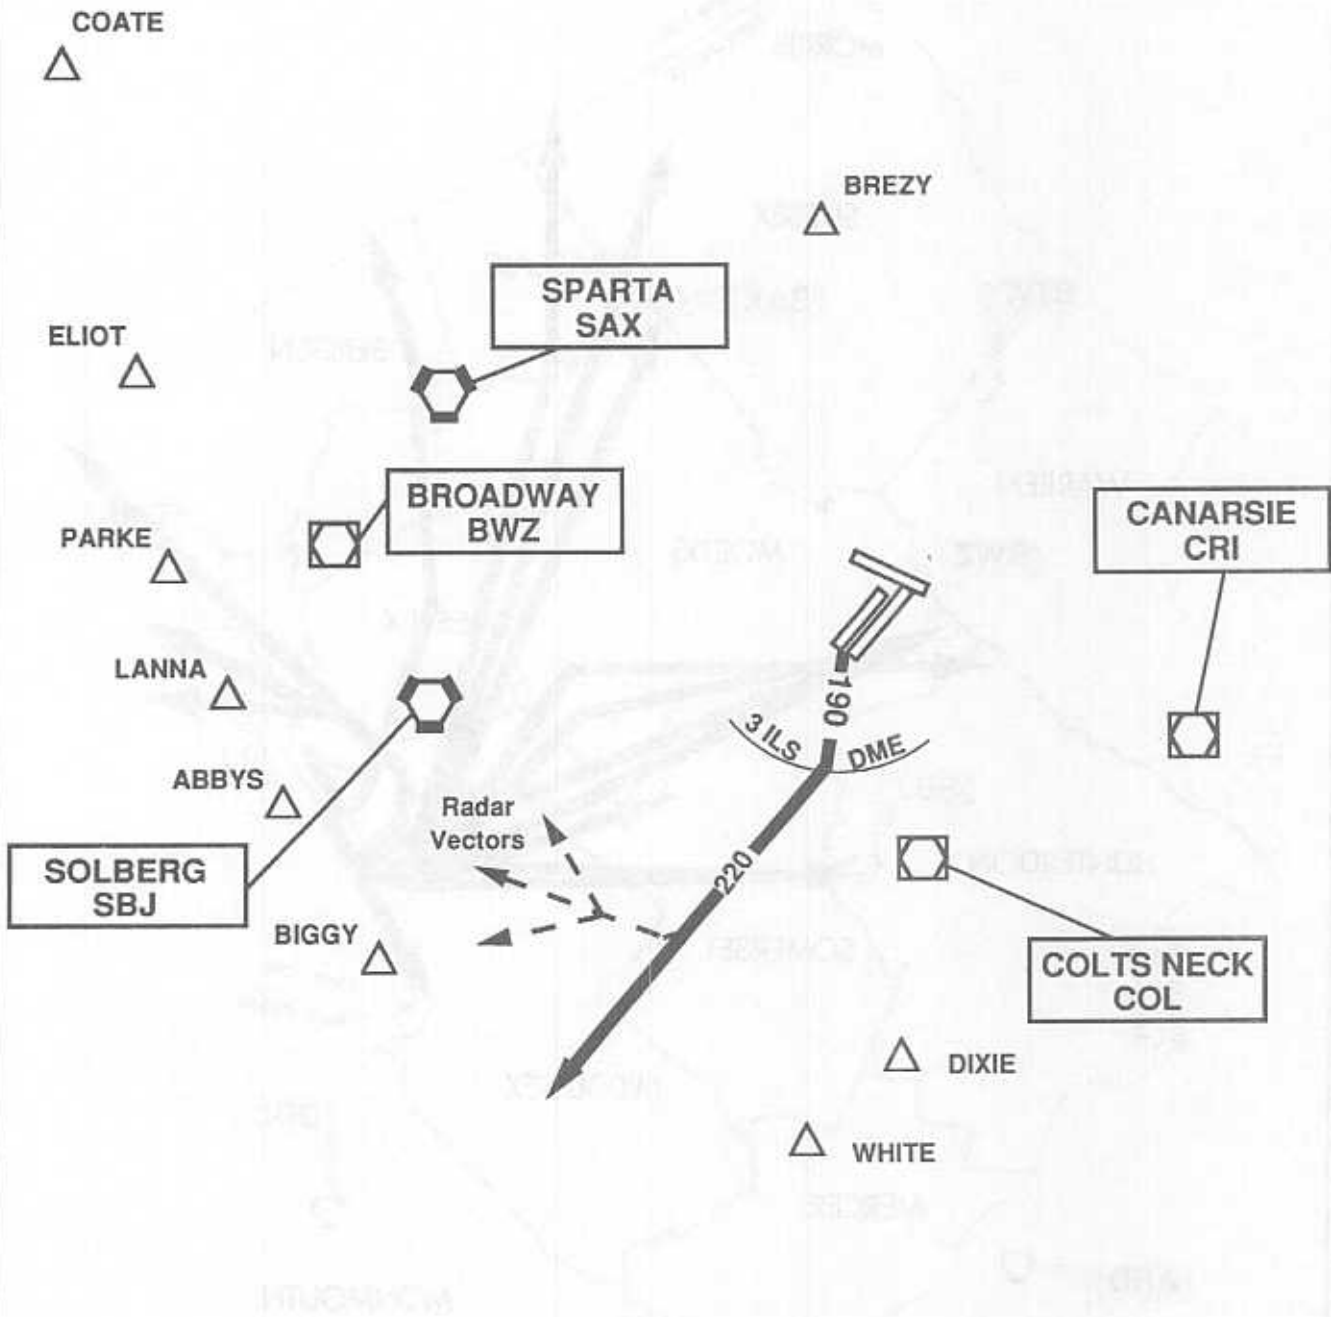 COATE
BREZY
SPARTA
SAX
ELIOT
BROADWAY
BWZ
CANARSIE
CRI
PARKE
LANNA
190
3 ILS
DME
ABBYS
Radar
Vectors
SOLBERG
SBJ
220
BIGGY
COLTS NECK
COL
DIXIE
WHITE